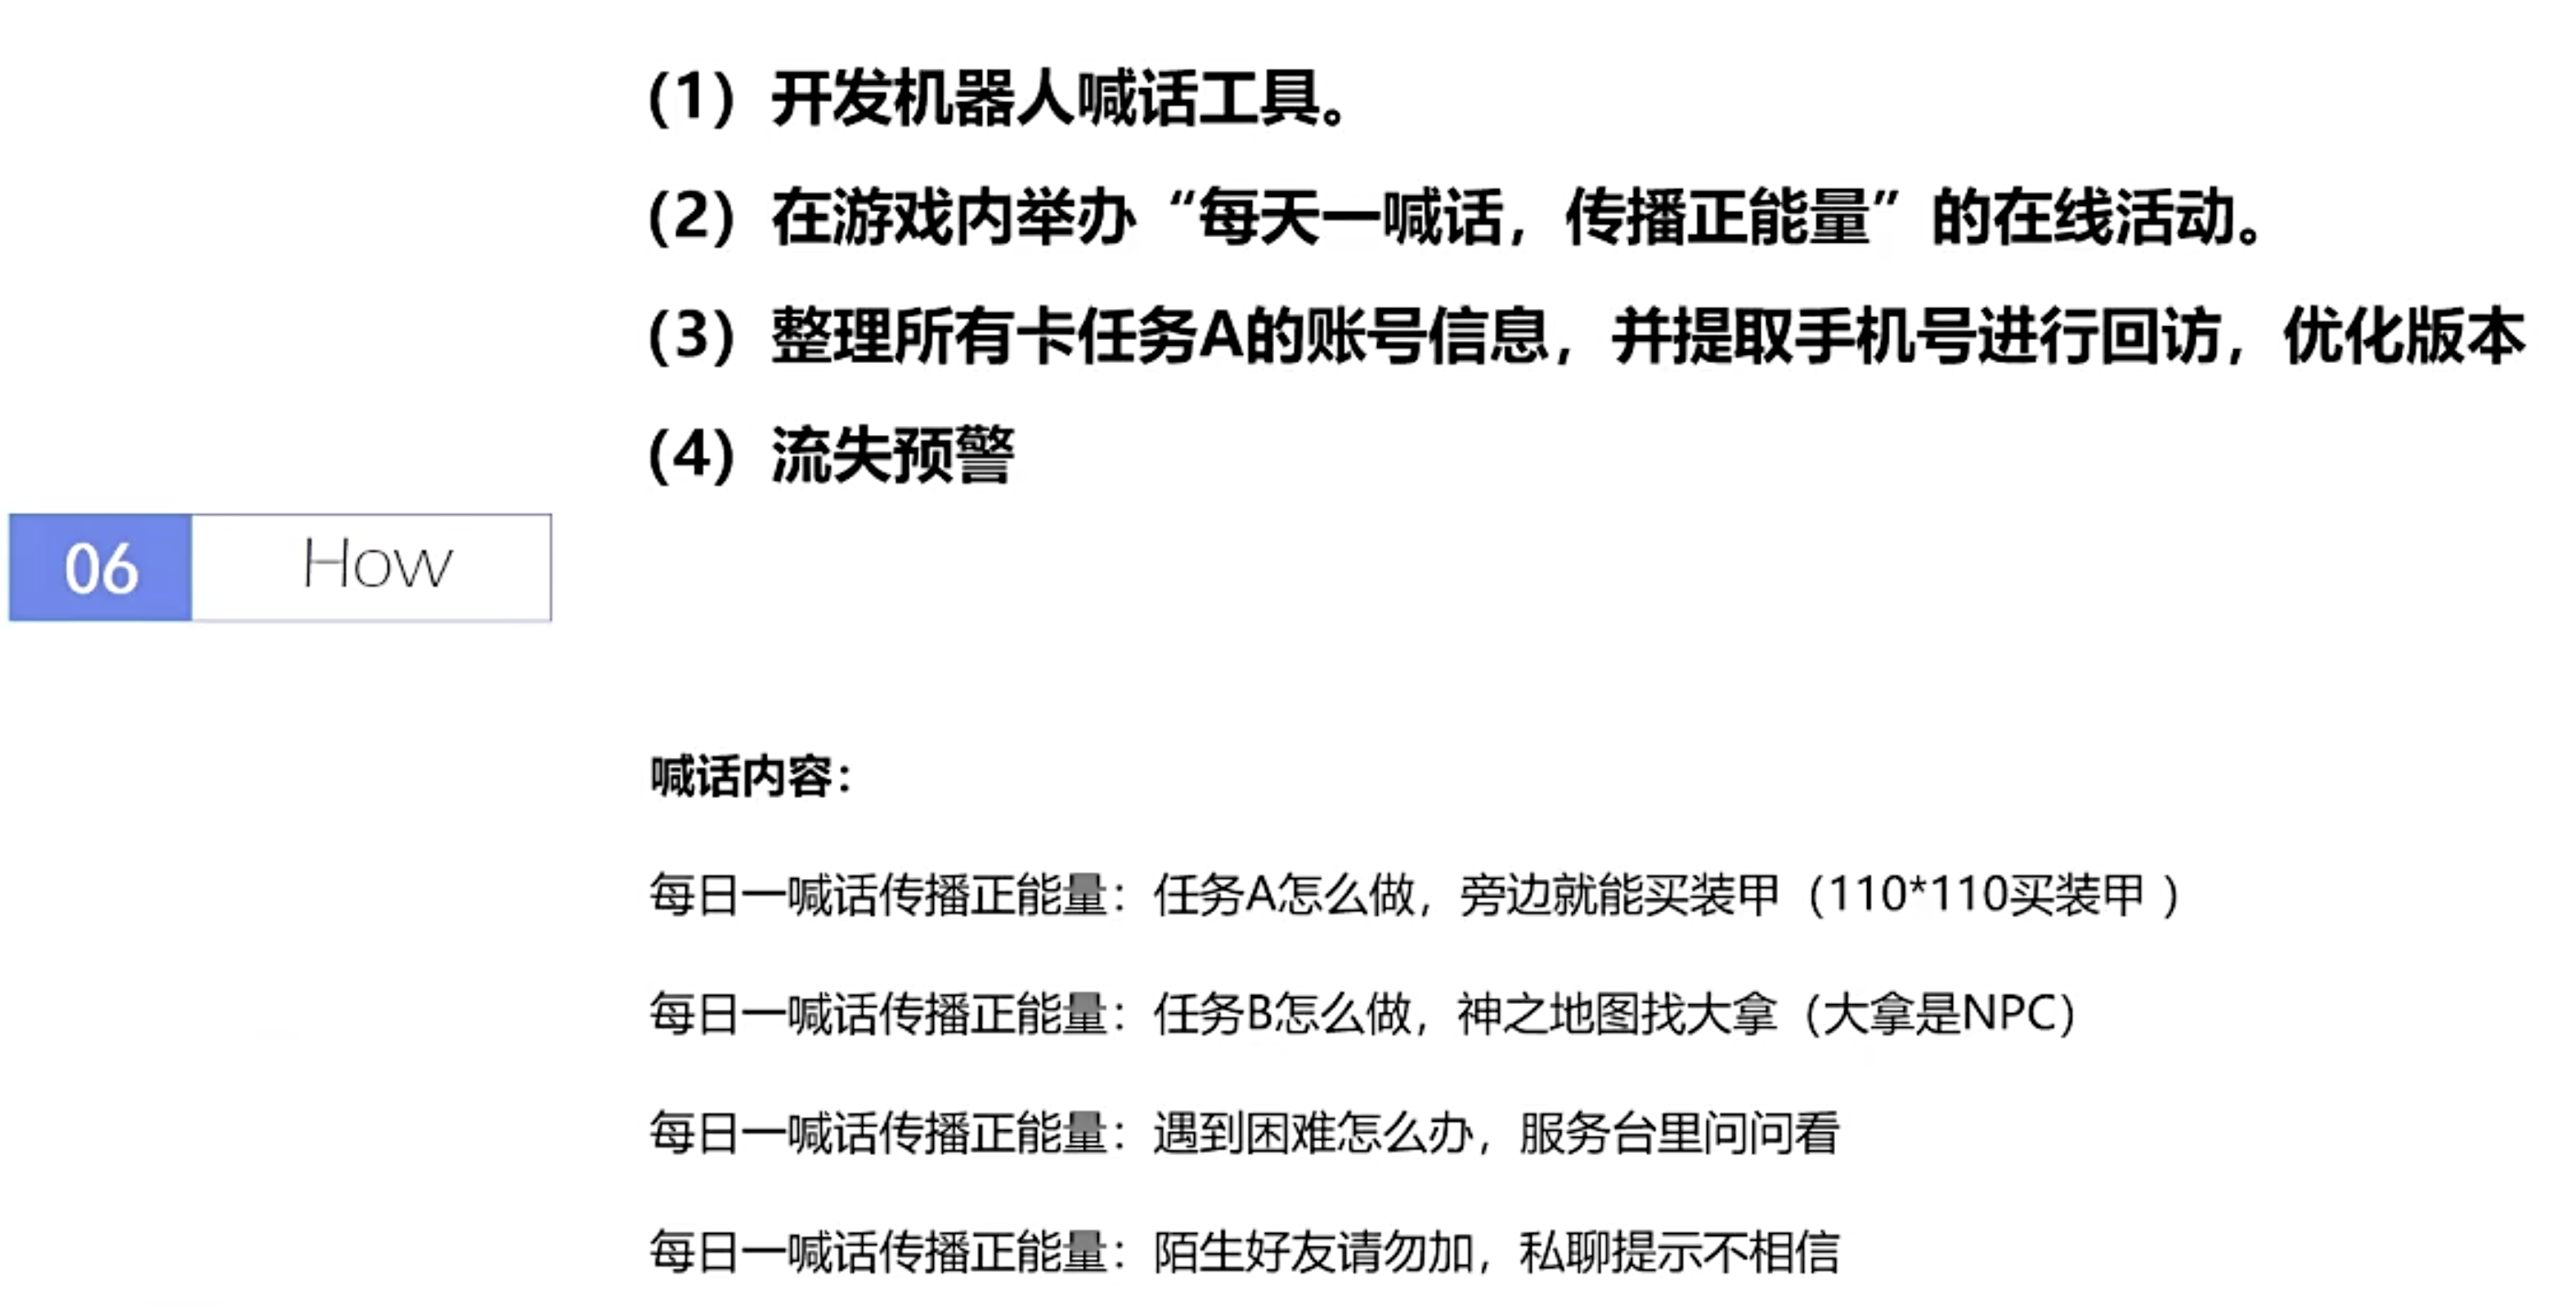 （1）开发机器人喊话工具。
（2）在游戏内举办“每天一喊话，传播正能量”的在线活动。
（3）整理所有卡任务A的账号信息，并提取手机号进行回访，优化版本
（4）流失预警
06 How
喊话内容：
每日一喊话传播正能量：任务A怎么做，旁边就能买装甲（110*110买装甲 ）
每日一喊话传播正能量：任务B怎么做，神之地图找大拿（大拿是NPC）
每日一喊话传播正能量：遇到困难怎么办，服务台里问问看
每日一喊话传播正能量：陌生好友请勿加，私聊提示不相信